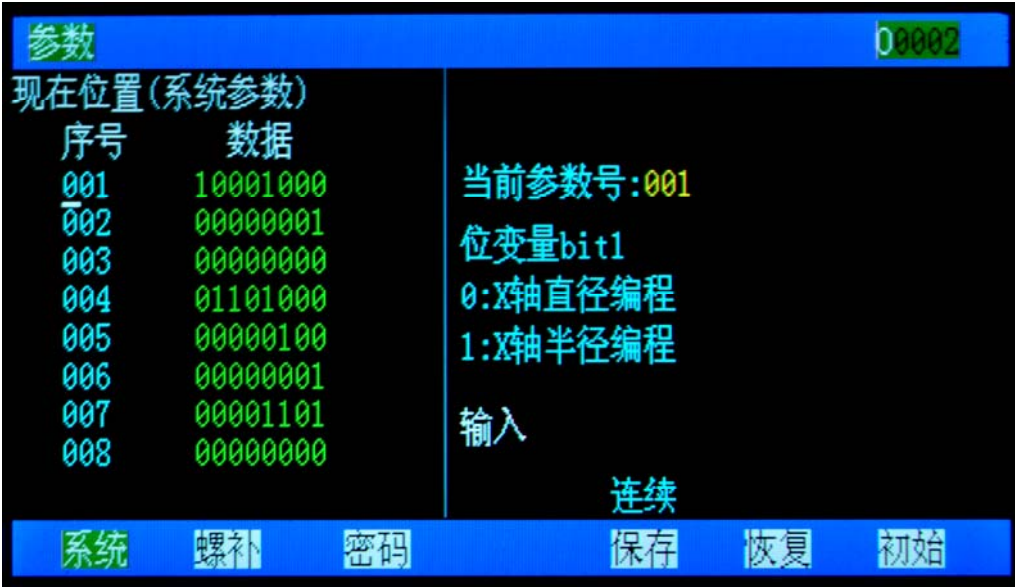 参数 00002
现在位置(系统参数)
序号 数据
001 10001000
002 00000001
003 00000000
004 01101000
005 00000100
006 00000001
007 00001101
008 00000000
当前参数号:001
位变量bit1
0:X轴直径编程
1:X轴半径编程
输入
连续
系统 螺补 密码 保存 恢复 初始